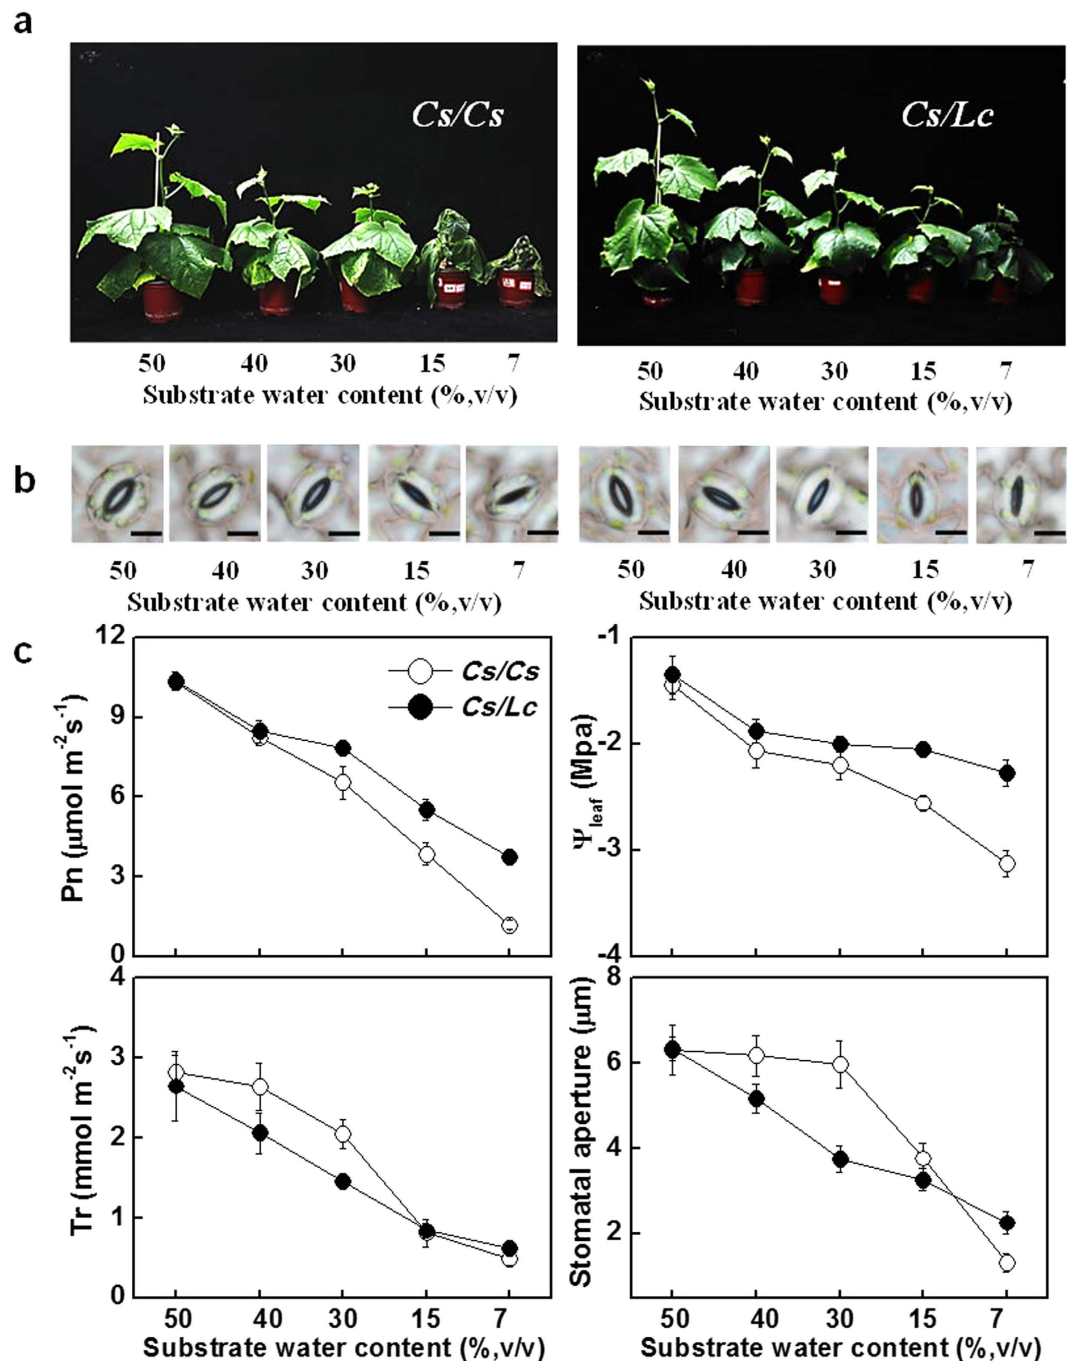 a
Cs/Cs
Cs/Lc
50 40 30 15 7
Substrate water content (%,v/v)
50 40 30 15 7
Substrate water content (%,v/v)
b
50 40 30 15 7
Substrate water content (%,v/v)
50 40 30 15 7
Substrate water content (%,v/v)
c
12
9
6
3
0
Pn (μmol m-2s-1)
Cs/Cs
Cs/Lc
-1
-2
-3
-4
Ψleaf (Mpa)
4
3
2
1
0
Tr (mmol m-2s-1)
50 40 30 15 7
Substrate water content (%,v/v)
8
6
4
2
Stomatal aperture (μm)
50 40 30 15 7
Substrate water content (%,v/v)